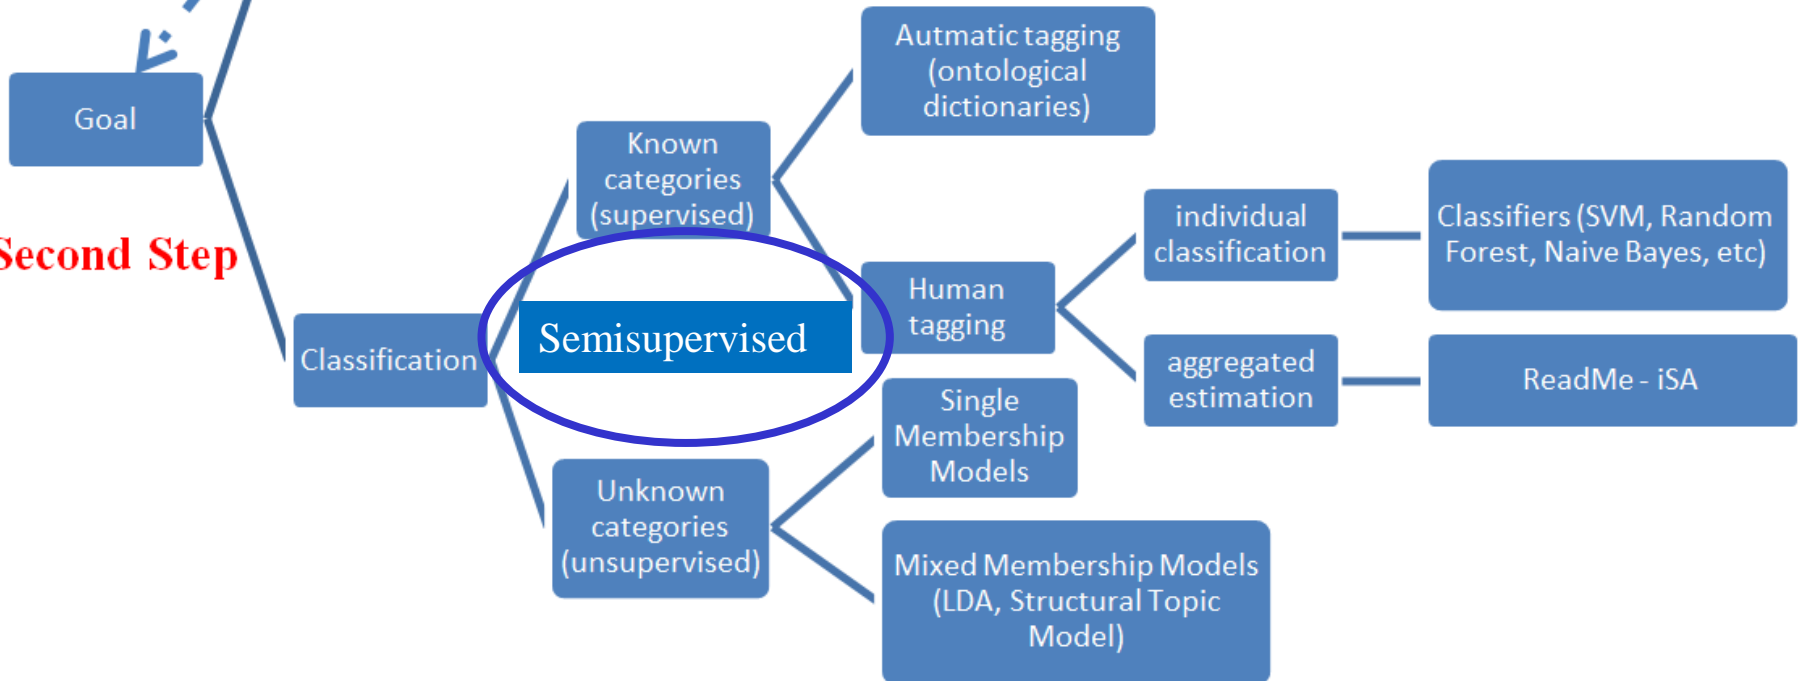 Goal
Second Step
Classification
Known
categories
(supervised)
Semisupervised
Unknown
categories
(unsupervised)
Autmatic tagging
(ontological
dictionaries)
Human
tagging
Single
Membership
Models
Mixed Membership Models
(LDA, Structural Topic
Model)
individual
classification
aggregated
estimation
Classifiers (SVM, Random
Forest, Naive Bayes, etc)
ReadMe - iSA